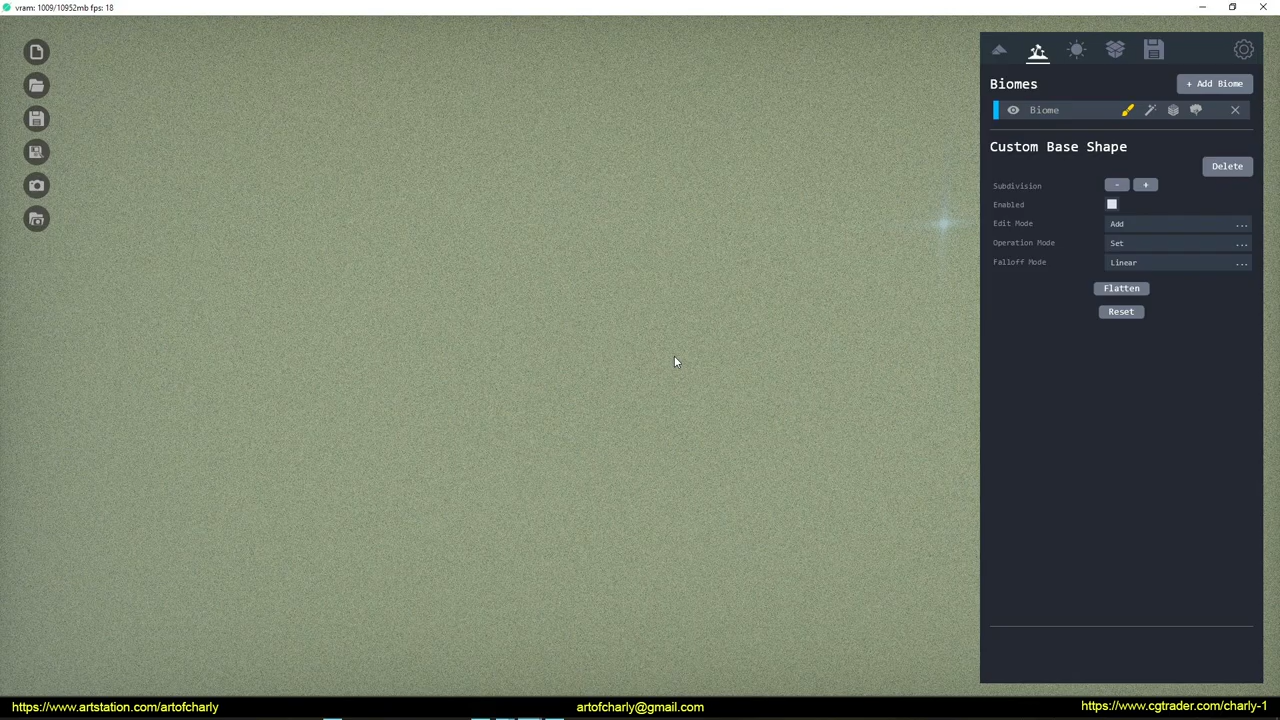 vram: 1009/10952mb fps: 18
Biomes
+ Add Biome
Biome
Custom Base Shape
Delete
Subdivision - +
Enabled
Edit Mode Add ...
Operation Mode Set ...
Falloff Mode Linear ...
Flatten
Reset
https://www.artstation.com/artofcharly
artofcharly@gmail.com
https://www.cgtrader.com/charly-1